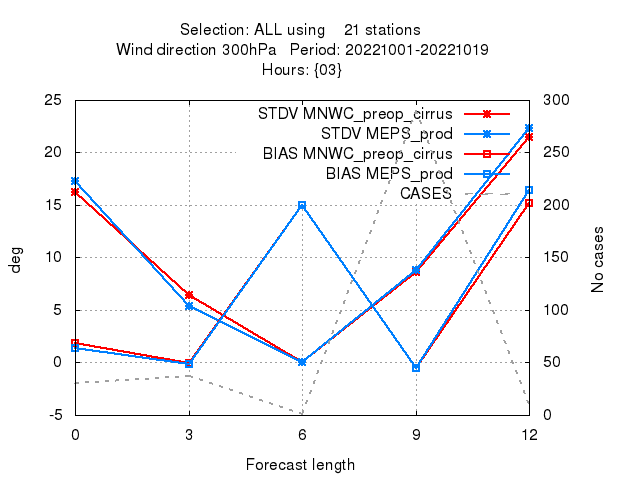 Selection: ALL using 21 stations
Wind direction 300hPa Period: 20221001-20221019
Hours: {03}
STDV MNWC_preop_cirrus
STDV MEPS_prod
BIAS MNWC_preop_cirrus
BIAS MEPS_prod
CASES
25
20
15
10
5
0
-5
deg
300
250
200
150
100
50
0
No cases
0 3 6 9 12
Forecast length